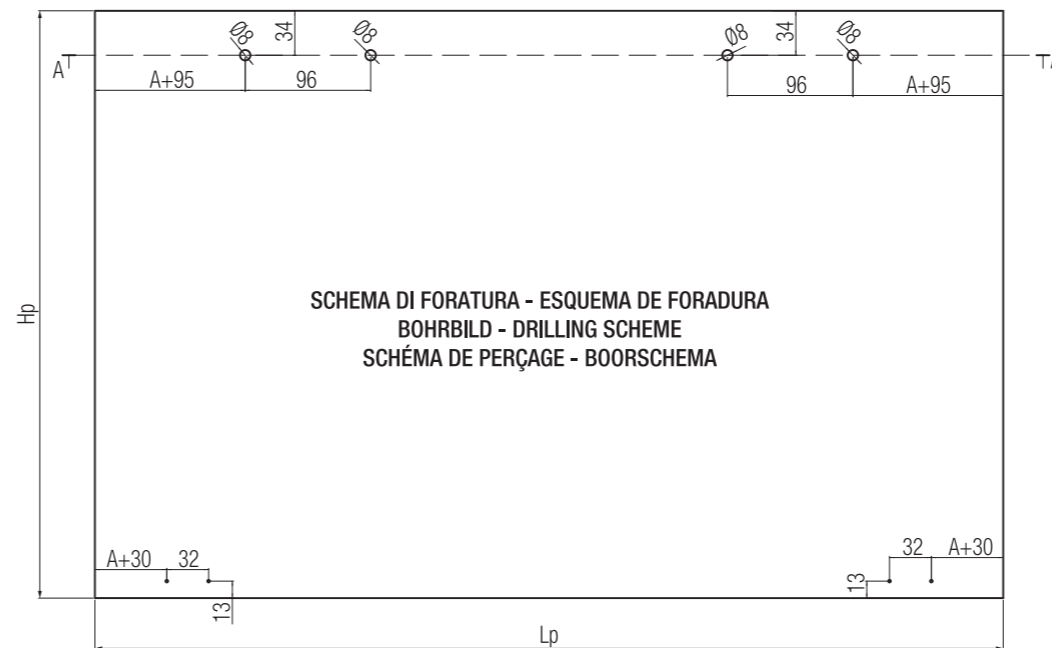 Ø8
34
Ø8
Ø8
34
Ø8
A
A
A+95
96
96
A+95
Hp
SCHEMA DI FORATURA - ESQUEMA DE FORADURA
BOHRBILD - DRILLING SCHEME
SCHÉMA DE PERÇAGE - BOORSCHEMA
A+30
32
32
A+30
13
13
Lp